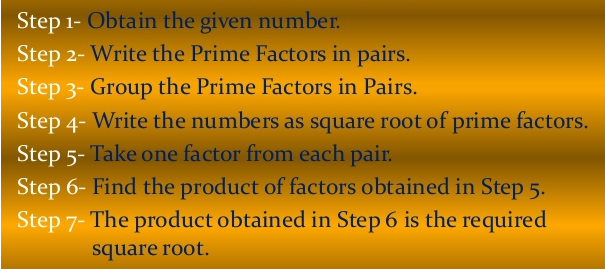 Step 1- Obtain the given number.
Step 2- Write the Prime Factors in pairs.
Step 3- Group the Prime Factors in Pairs.
Step 4- Write the numbers as square root of prime factors.
Step 5- Take one factor from each pair.
Step 6- Find the product of factors obtained in Step 5.
Step 7- The product obtained in Step 6 is the required
square root.